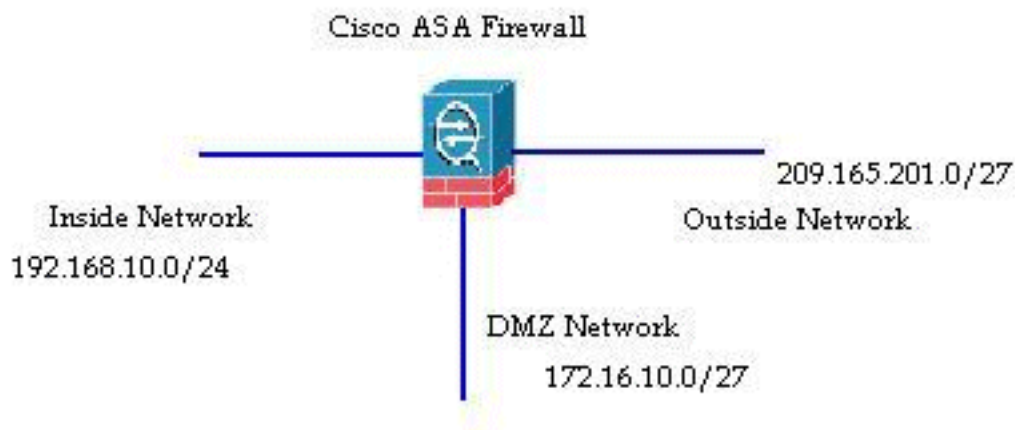 Cisco ASA Firewall
209.165.201.0/27
Inside Network
Outside Network
192.168.10.0/24
DMZ Network
172.16.10.0/27